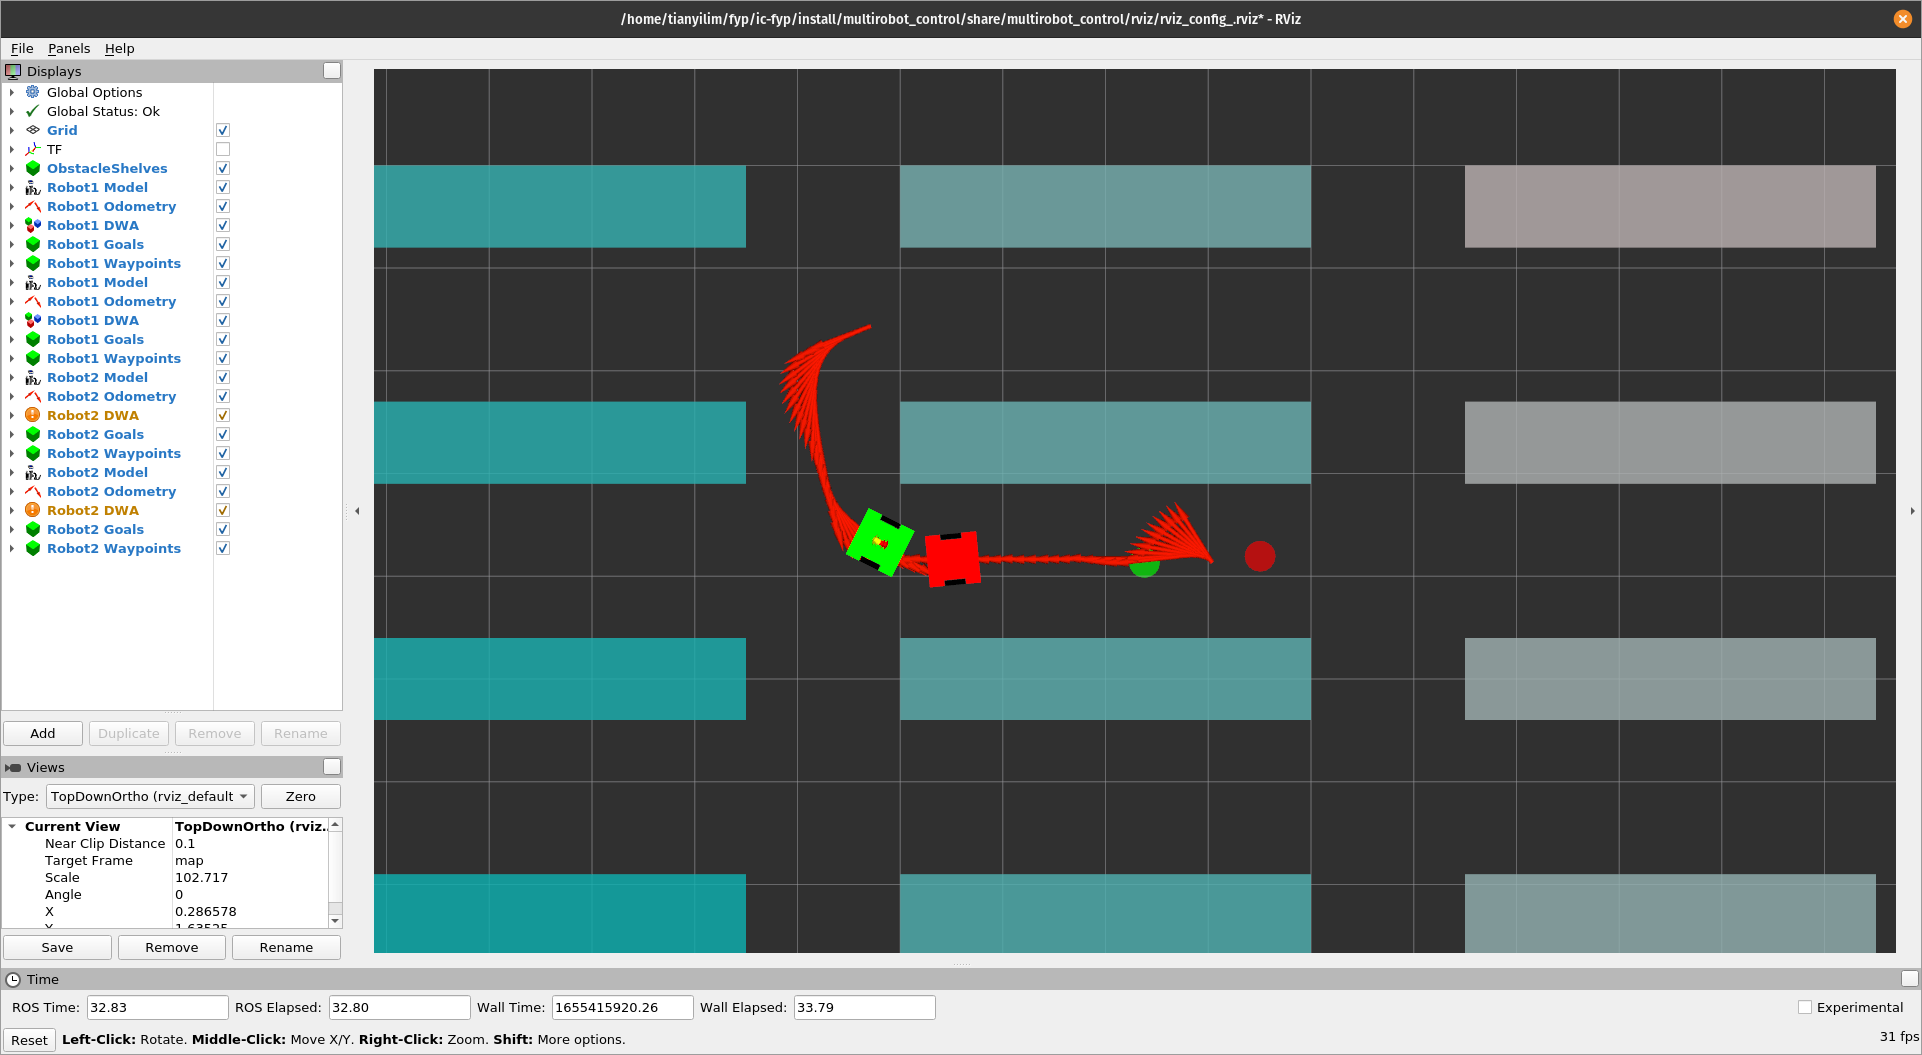 /home/tianyilim/fyp/ic-fyp/install/multirobot_control/share/multirobot_control/rviz/rviz_config_.rviz* - RViz
File Panels Help
Displays
Global Options
Global Status: Ok
Grid
TF
ObstacleShelves
Robot1 Model
Robot1 Odometry
Robot1 DWA
Robot1 Goals
Robot1 Waypoints
Robot1 Model
Robot1 Odometry
Robot1 DWA
Robot1 Goals
Robot1 Waypoints
Robot2 Model
Robot2 Odometry
Robot2 DWA
Robot2 Goals
Robot2 Waypoints
Robot2 Model
Robot2 Odometry
Robot2 DWA
Robot2 Goals
Robot2 Waypoints
Add Duplicate Remove Rename
Views
Type: TopDownOrtho (rviz_default Zero
Current View TopDownOrtho (rviz..
Near Clip Distance 0.1
Target Frame map
Scale 102.717
Angle 0
X 0.286578
Y 1.63525
Save Remove Rename
Time
ROS Time: 32.83 ROS Elapsed: 32.80 Wall Time: 1655415920.26 Wall Elapsed: 33.79 Experimental
Reset Left-Click: Rotate. Middle-Click: Move X/Y. Right-Click: Zoom. Shift: More options. 31 fps